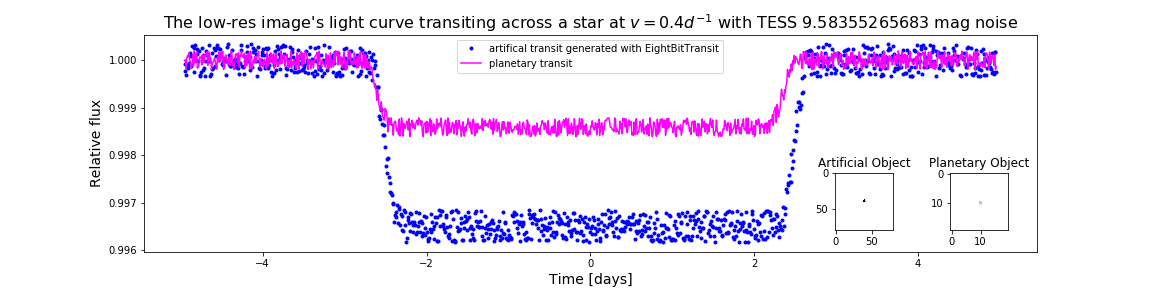 The low-res image's light curve transiting across a star at v = 0.4d⁻¹ with TESS 9.58355265683 mag noise
artifical transit generated with EightBitTransit
planetary transit
Relative flux
1.000
0.999
0.998
0.997
0.996
−4
−2
0
2
4
Time [days]
Artificial Object
0
50
0
50
Planetary Object
0
10
0
10